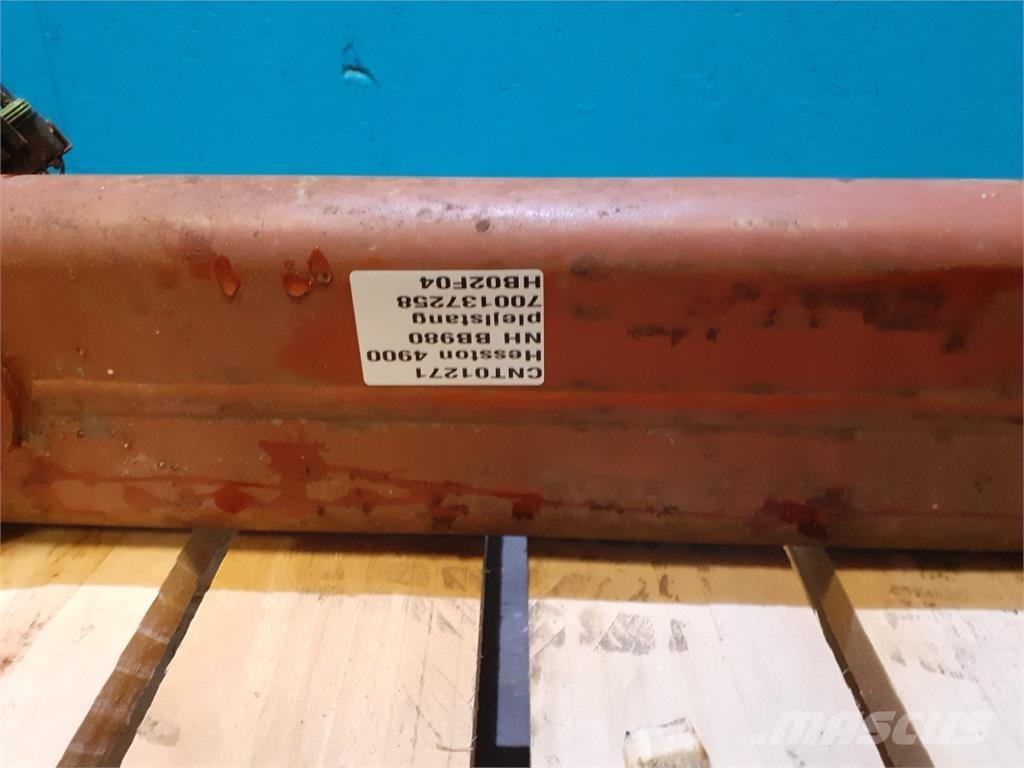 CNT01271
Hesston 4900
NH BB980
plejlstang
700137258
HB02F04
MASCUS